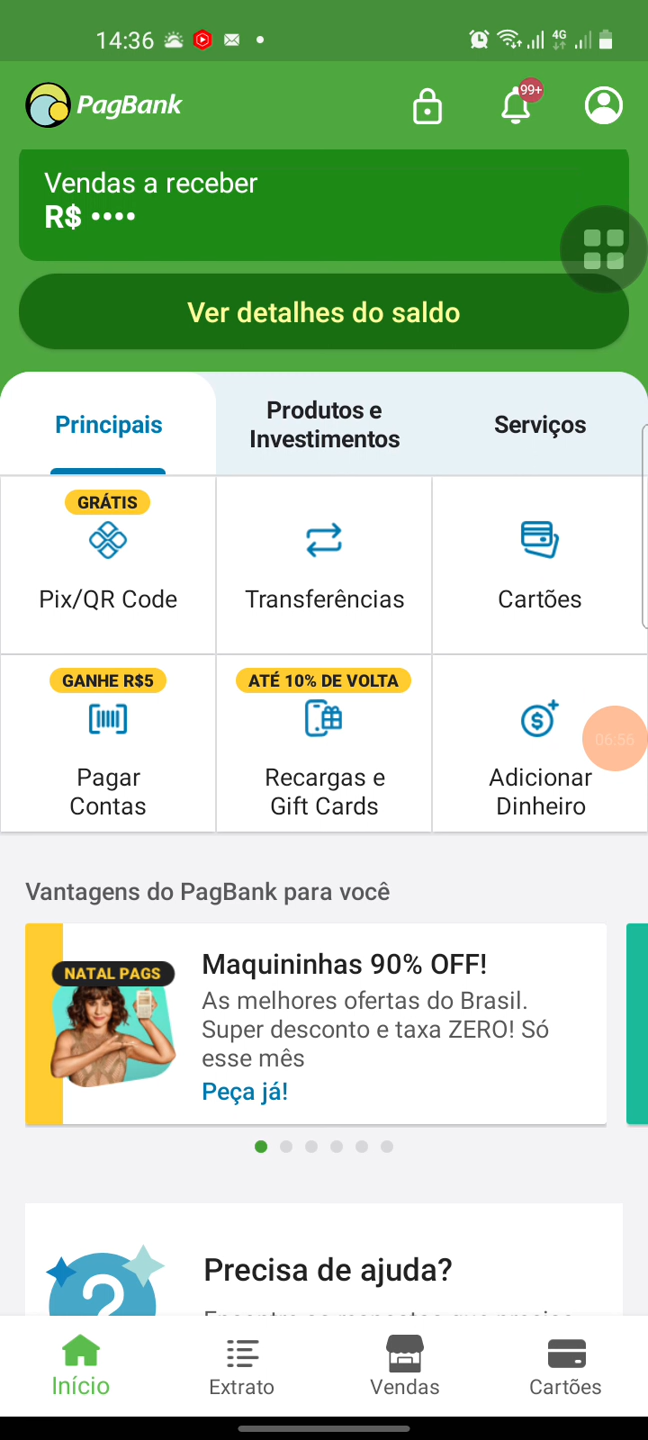 14:36
4G
PagBank
99+
Vendas a receber
R$ ••••
Ver detalhes do saldo
Principais
Produtos e
Investimentos
Serviços
GRÁTIS
Pix/QR Code
Transferências
Cartões
GANHE R$5
Pagar
Contas
ATÉ 10% DE VOLTA
Recargas e
Gift Cards
Adicionar
Dinheiro
06:56
Vantagens do PagBank para você
NATAL PAGS
Maquininhas 90% OFF!
As melhores ofertas do Brasil.
Super desconto e taxa ZERO! Só
esse mês
Peça já!
Precisa de ajuda?
Início
Extrato
Vendas
Cartões